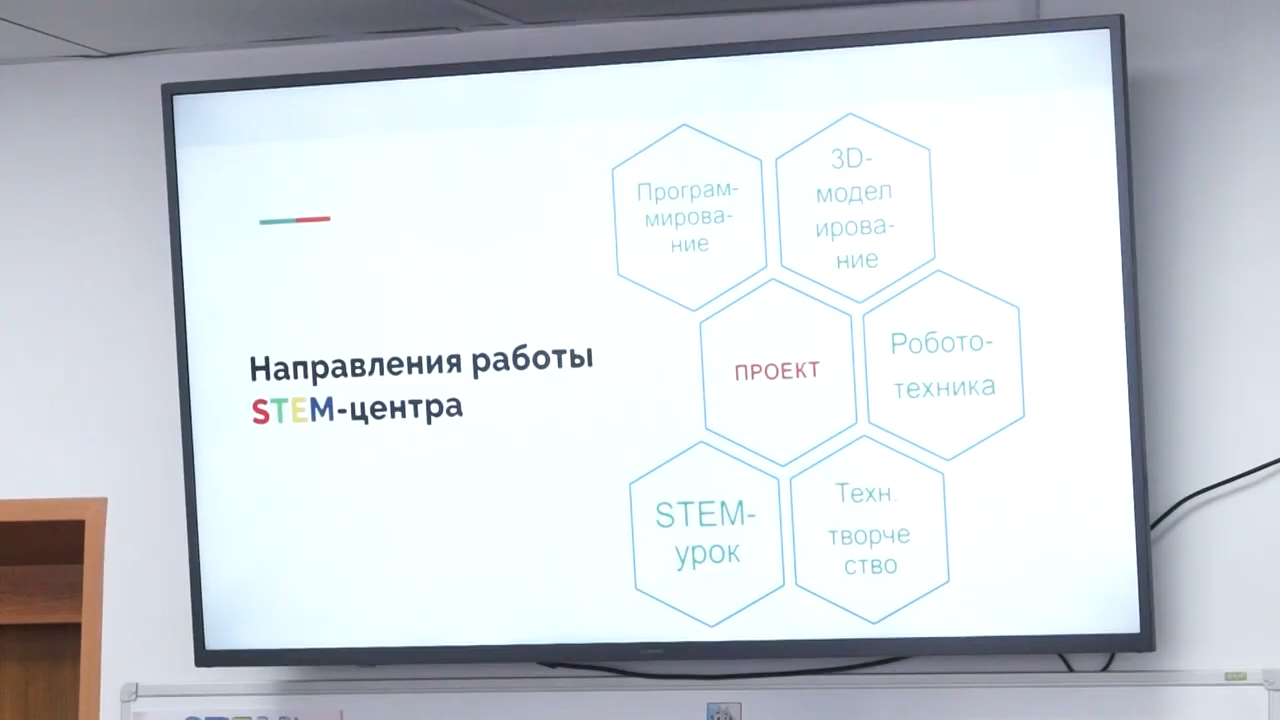 Направления работы
STEM-центра
Програм-
мирова-
ние
3D-
модел
ирова-
ние
ПРОЕКТ
Робото-
техника
STEM-
урок
Техн.
творче
ство